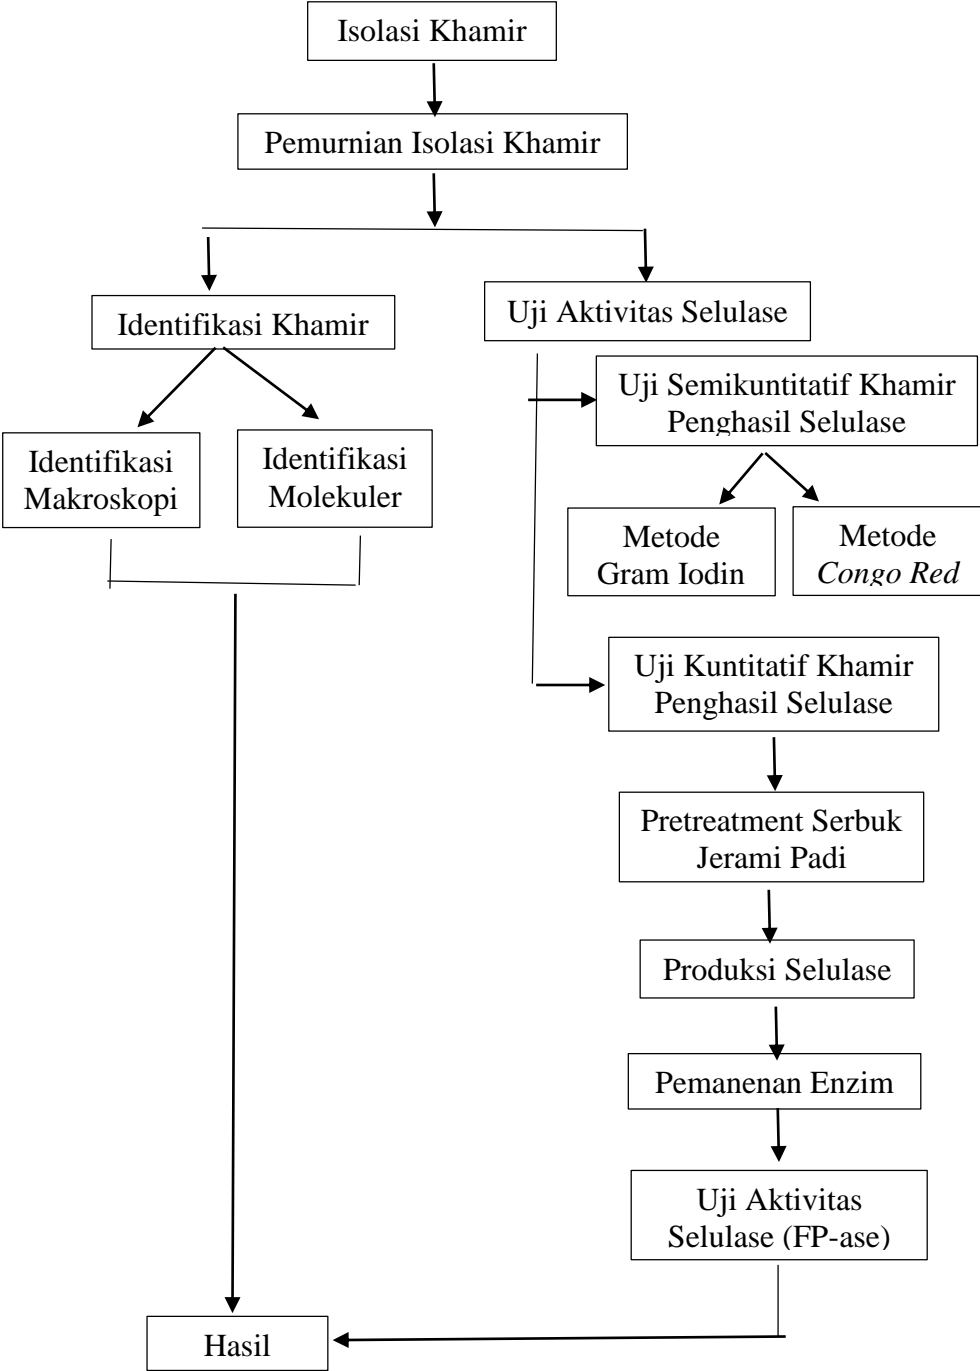 Isolasi Khamir
Pemurnian Isolasi Khamir
Identifikasi Khamir
Identifikasi
Makroskopi
Identifikasi
Molekuler
Uji Aktivitas Selulase
Uji Semikuntitatif Khamir
Penghasil Selulase
Metode
Gram Iodin
Metode
Congo Red
Uji Kuntitatif Khamir
Penghasil Selulase
Pretreatment Serbuk
Jerami Padi
Produksi Selulase
Pemanenan Enzim
Uji Aktivitas
Selulase (FP-ase)
Hasil